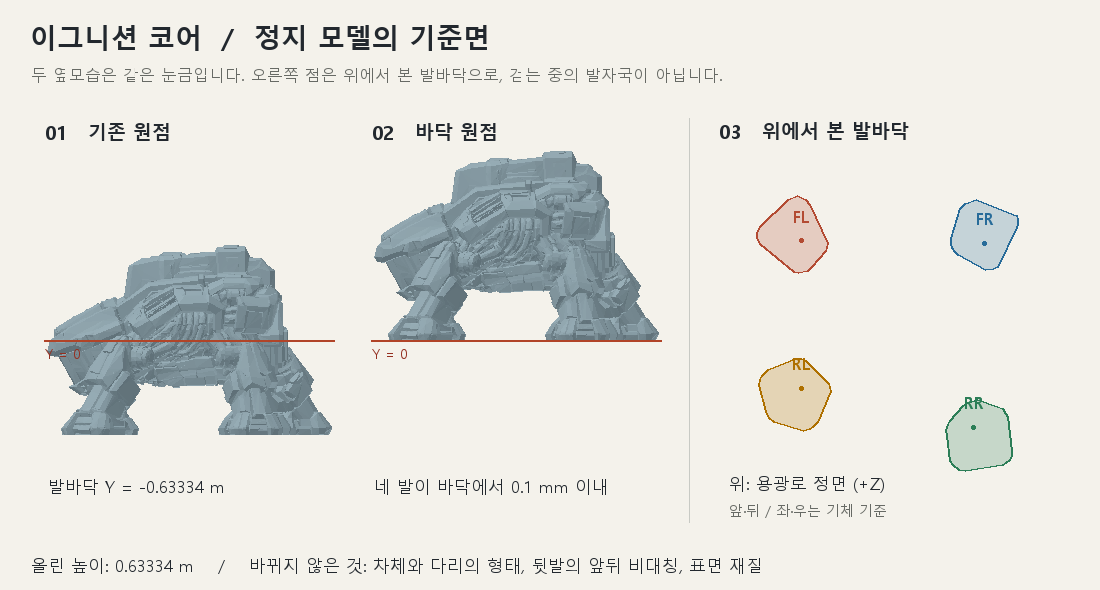 이그니션 코어 / 정지 모델의 기준면
두 옆모습은 같은 눈금입니다. 오른쪽 점은 위에서 본 발바닥으로, 걷는 중의 발자국이 아닙니다.
01 기존 원점
02 바닥 원점
03 위에서 본 발바닥
Y = 0
Y = 0
FL
FR
RL
RR
발바닥 Y = -0.63334 m
네 발이 바닥에서 0.1 mm 이내
위: 용광로 정면 (+Z)
앞·뒤 / 좌·우는 기체 기준
올린 높이: 0.63334 m / 바뀌지 않은 것: 차체와 다리의 형태, 뒷발의 앞뒤 비대칭, 표면 재질